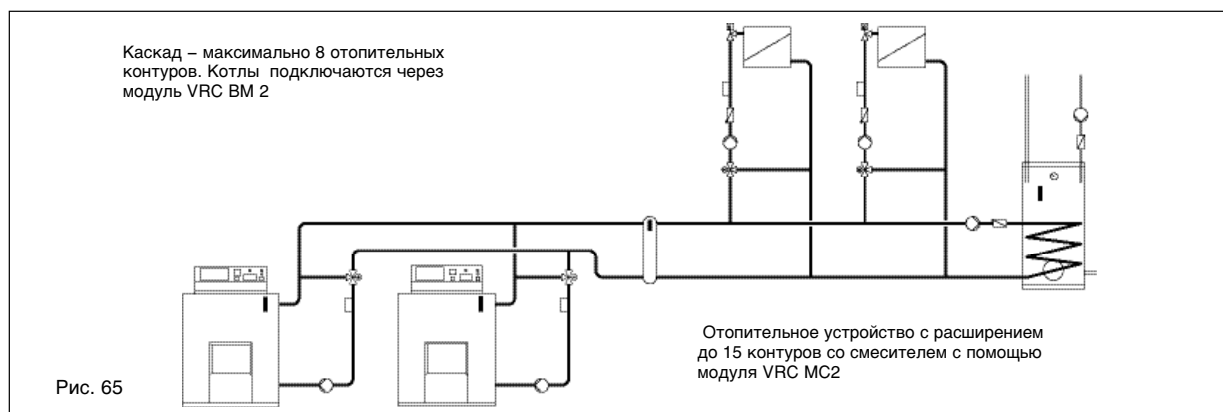 Каскад – максимально 8 отопительных
контуров. Котлы подключаются через
модуль VRC BM 2
Отопительное устройство с расширением
до 15 контуров со смесителем с помощью
модуля VRC MC2
Рис. 65